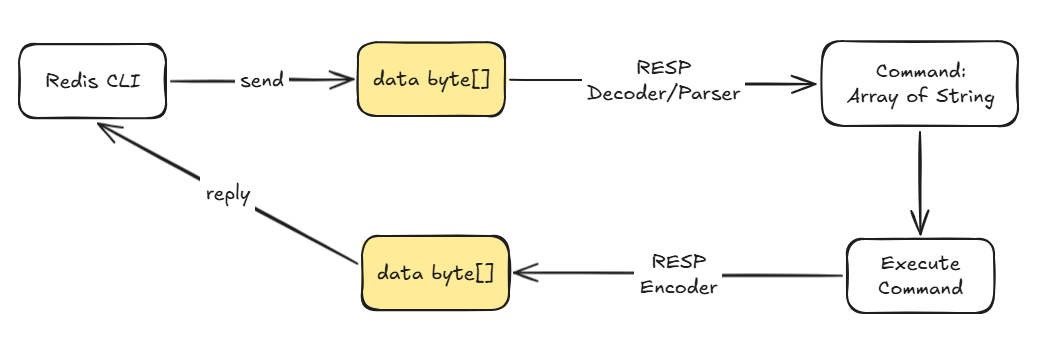 Redis CLI
send
data byte[]
RESP
Decoder/Parser
Command:
Array of String
reply
data byte[]
RESP
Encoder
Execute
Command